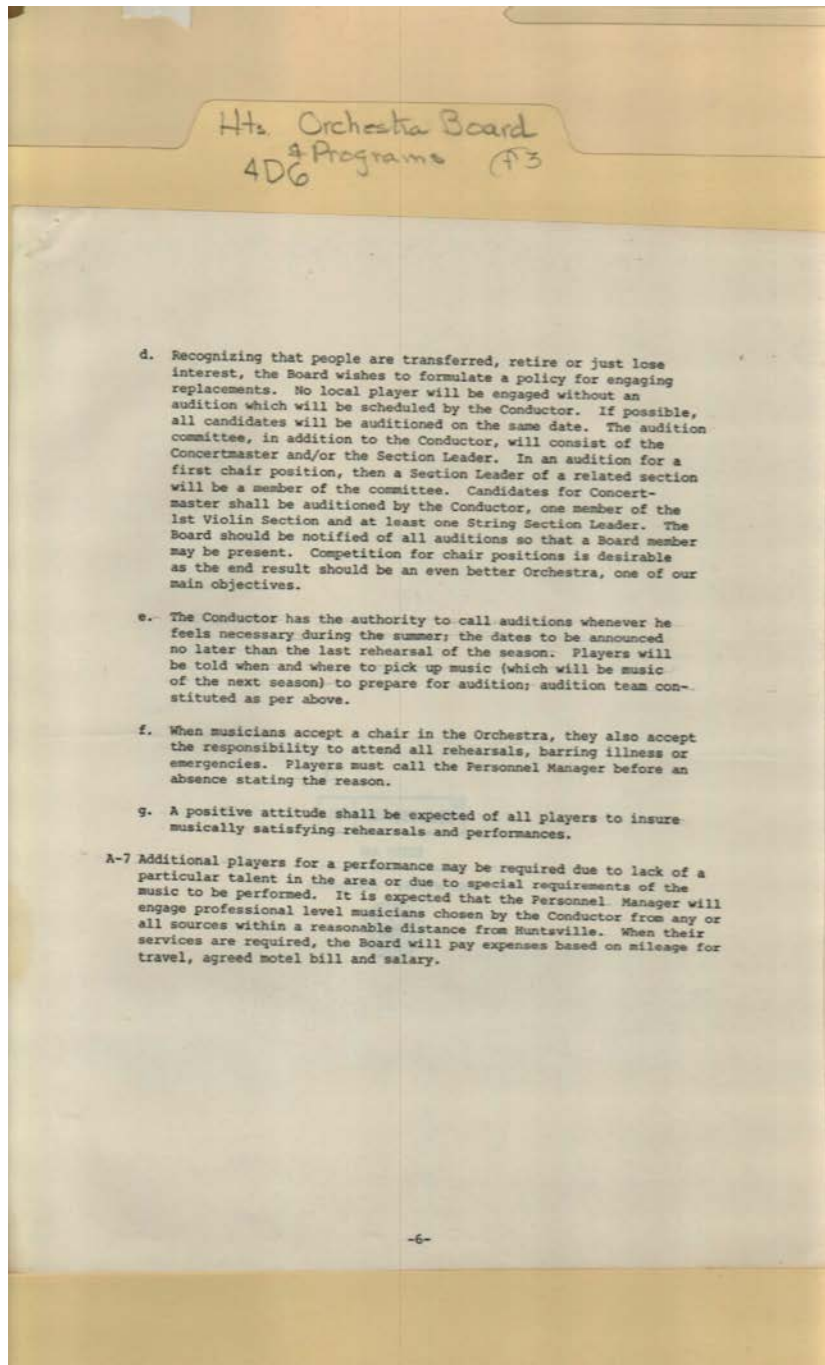 Hts. Orchestra Board
& Programs
4D6
d. Recognizing that people are transferred, retire or just lose
interest, the Board wishes to formulate a policy for engaging
replacements. No local player will be engaged without an
audition which will be scheduled by the Conductor. If possible,
all candidates will be auditioned on the same date. The audition
committee, in addition to the Conductor, will consist of the
Concertmaster and/or the Section Leader. In an audition for a
first chair position, then a Section Leader of a related section
will be a member of the committee. Candidates for Concert-
master shall be auditioned by the Conductor, one member of the
1st Violin Section and at least one String Section Leader. The
Board should be notified of all auditions so that a Board member
may be present. Competition for chair positions is desirable
as the end result should be an even better Orchestra, one of our
main objectives.
e. The Conductor has the authority to call auditions whenever he
feels necessary during the summer; the dates to be announced
no later than the last rehearsal of the season. Players will
be told when and where to pick up music (which will be music
of the next season) to prepare for audition; audition team con-
stituted as per above.
f. When musicians accept a chair in the Orchestra, they also accept
the responsibility to attend all rehearsals, barring illness or
emergencies. Players must call the Personnel Manager before an
absence stating the reason.
g. A positive attitude shall be expected of all players to insure
musically satisfying rehearsals and performances.
A-7 Additional players for a performance may be required due to lack of a
particular talent in the area or due to special requirements of the
music to be performed. It is expected that the Personnel Manager will
engage professional level musicians chosen by the Conductor from any or
all sources within a reasonable distance from Huntsville. When their
services are required, the Board will pay expenses based on mileage for
travel, agreed motel bill and salary.
-6-